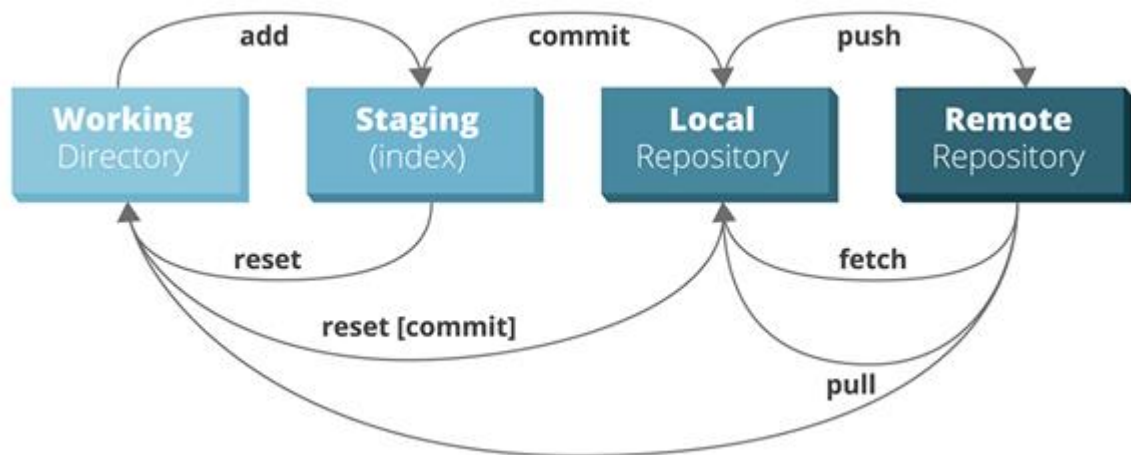 add
commit
push
Working
Directory
Staging
(index)
Local
Repository
Remote
Repository
reset
fetch
reset [commit]
pull